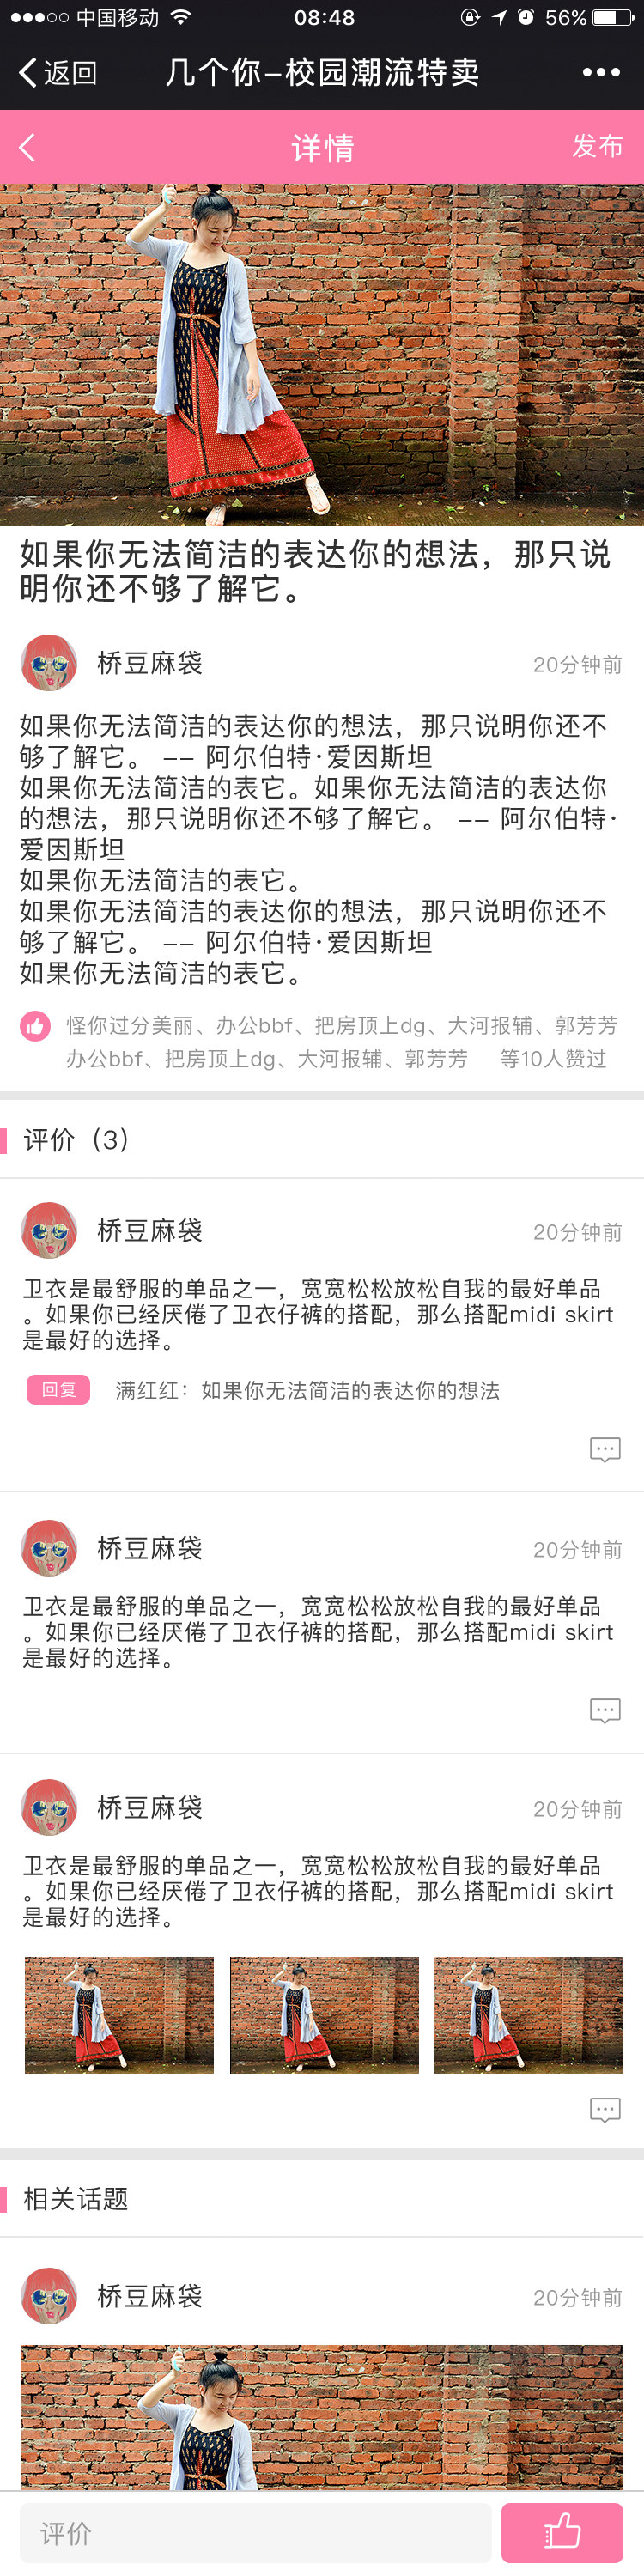 中国移动 08:48 56%
返回 几个你-校园潮流特卖
详情 发布
如果你无法简洁的表达你的想法，那只说
明你还不够了解它。
桥豆麻袋 20分钟前
如果你无法简洁的表达你的想法，那只说明你还不
够了解它。 -- 阿尔伯特·爱因斯坦
如果你无法简洁的表它。如果你无法简洁的表达你
的想法，那只说明你还不够了解它。 -- 阿尔伯特·
爱因斯坦
如果你无法简洁的表它。
如果你无法简洁的表达你的想法，那只说明你还不
够了解它。 -- 阿尔伯特·爱因斯坦
如果你无法简洁的表它。
怪你过分美丽、办公bbf、把房顶上dg、大河报辅、郭芳芳
办公bbf、把房顶上dg、大河报辅、郭芳芳 等10人赞过
评价（3）
桥豆麻袋 20分钟前
卫衣是最舒服的单品之一，宽宽松松放松自我的最好单品
。如果你已经厌倦了卫衣仔裤的搭配，那么搭配midi skirt
是最好的选择。
回复 满红红：如果你无法简洁的表达你的想法
桥豆麻袋 20分钟前
卫衣是最舒服的单品之一，宽宽松松放松自我的最好单品
。如果你已经厌倦了卫衣仔裤的搭配，那么搭配midi skirt
是最好的选择。
桥豆麻袋 20分钟前
卫衣是最舒服的单品之一，宽宽松松放松自我的最好单品
。如果你已经厌倦了卫衣仔裤的搭配，那么搭配midi skirt
是最好的选择。
相关话题
桥豆麻袋 20分钟前
评价